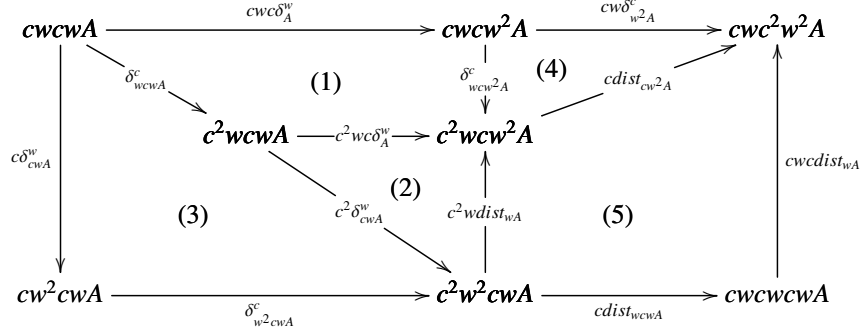 cwcδ^w_A cwδ^c_{w^2A}
cwcwA cwcw^2A cwc^2w^2A
δ^c_{wcwA} (1) δ^c_{wcw^2A} (4) cdist_{cw^2A}
c^2wcwA c^2wcδ^w_A c^2wcw^2A
cδ^w_{cwA} cwcdist_{wA}
(2)
(3) c^2δ^w_{cwA} c^2wdist_{wA} (5)
cw^2cwA c^2w^2cwA cwcwcwA
δ^c_{w^2cwA} cdist_{wcwA}